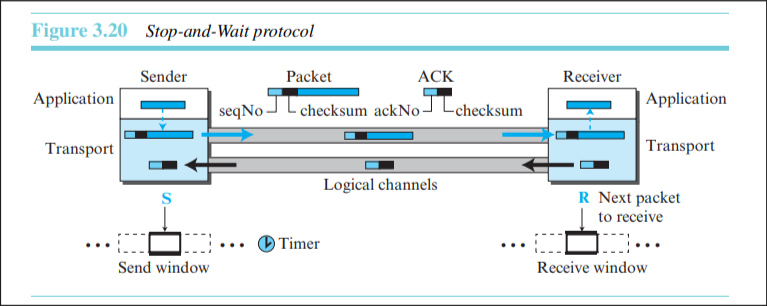 Figure 3.20 Stop-and-Wait protocol
Sender Packet ACK Receiver
Application Application
seqNo checksum ackNo checksum
Transport Transport
Logical channels
S R Next packet
to receive
Timer
Send window Receive window